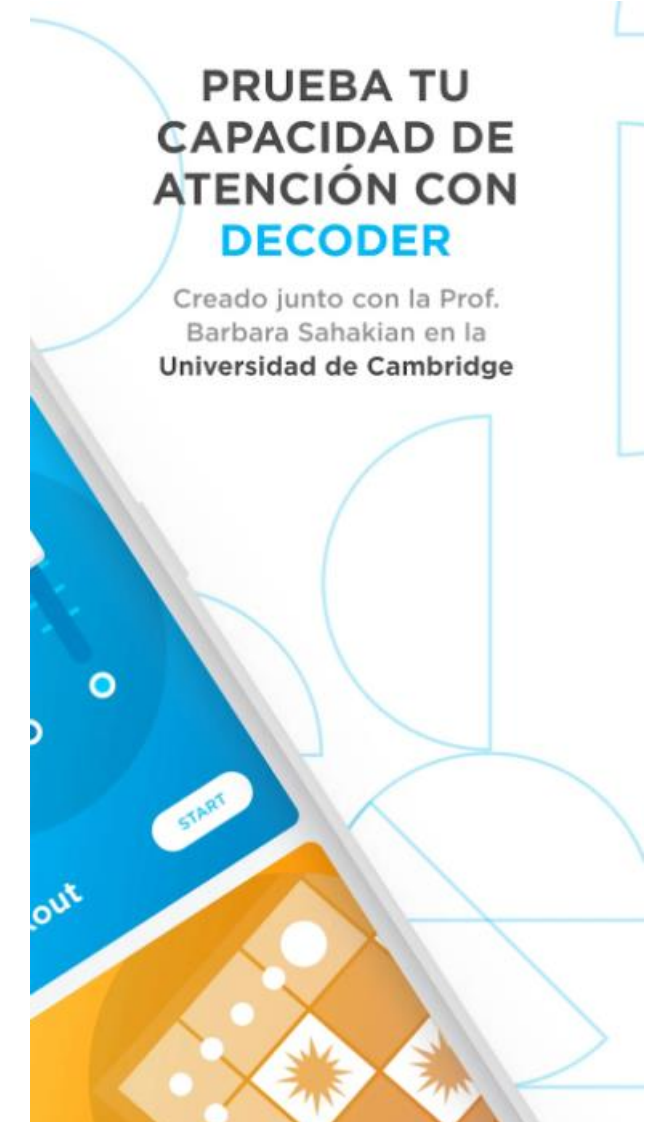 PRUEBA TU
CAPACIDAD DE
ATENCIÓN CON
DECODER
Creado junto con la Prof.
Barbara Sahakian en la
Universidad de Cambridge
START
out